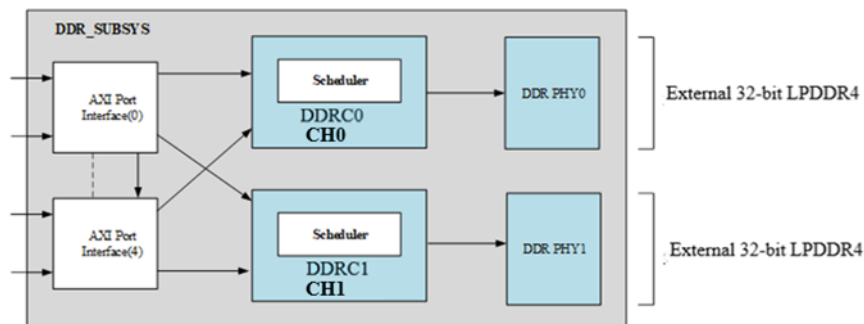 DDR_SUBSYS
AXI Port
Interface(0)
Scheduler
DDRC0
CH0
DDR PHY0
External 32-bit LPDDR4
AXI Port
Interface(4)
Scheduler
DDRC1
CH1
DDR PHY1
External 32-bit LPDDR4